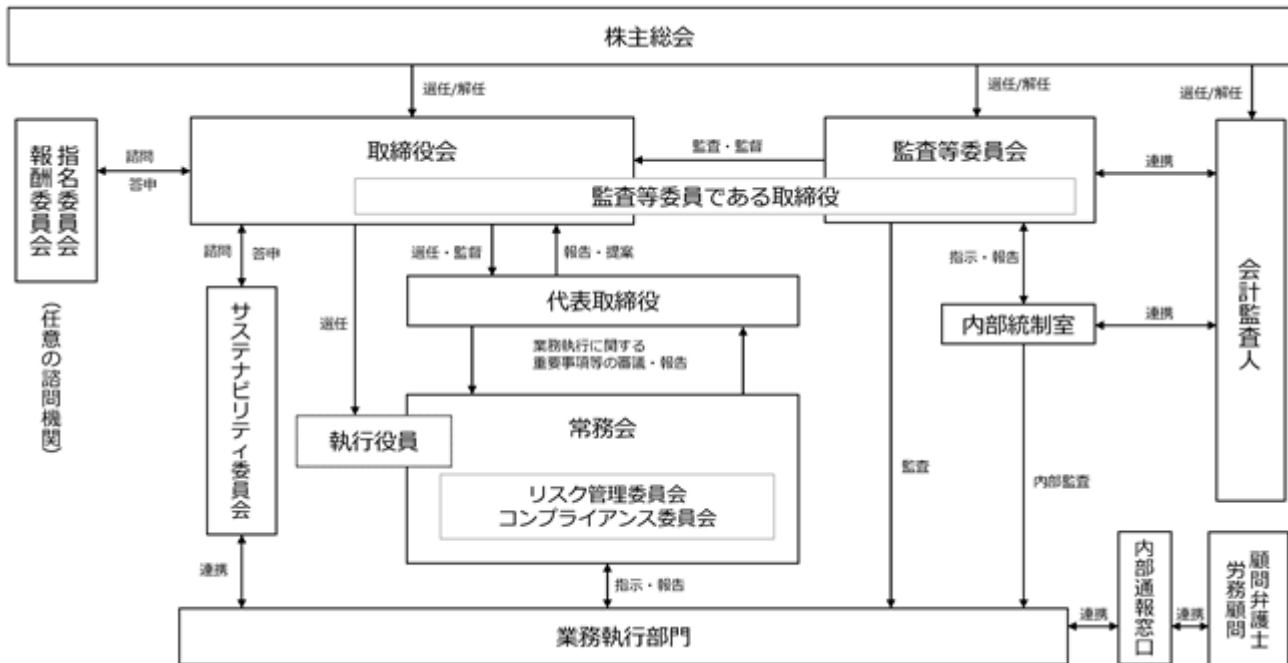 株主総会
選任/解任
選任/解任
選任/解任
指名委員会
報酬委員会
(任意の諮問機関)
諮問
答申
取締役会
監査・監督
監査等委員会
監査等委員である取締役
連携
会計監査人
諮問
答申
選任・監督
報告・提案
指示・報告
サステナビリティ委員会
選任
代表取締役
内部統制室
連携
業務執行に関する
重要事項等の審議・報告
執行役員
常務会
リスク管理委員会
コンプライアンス委員会
監査
内部監査
連携
指示・報告
業務執行部門
連携
内部通報窓口
連携
顧問弁護士
労務顧問